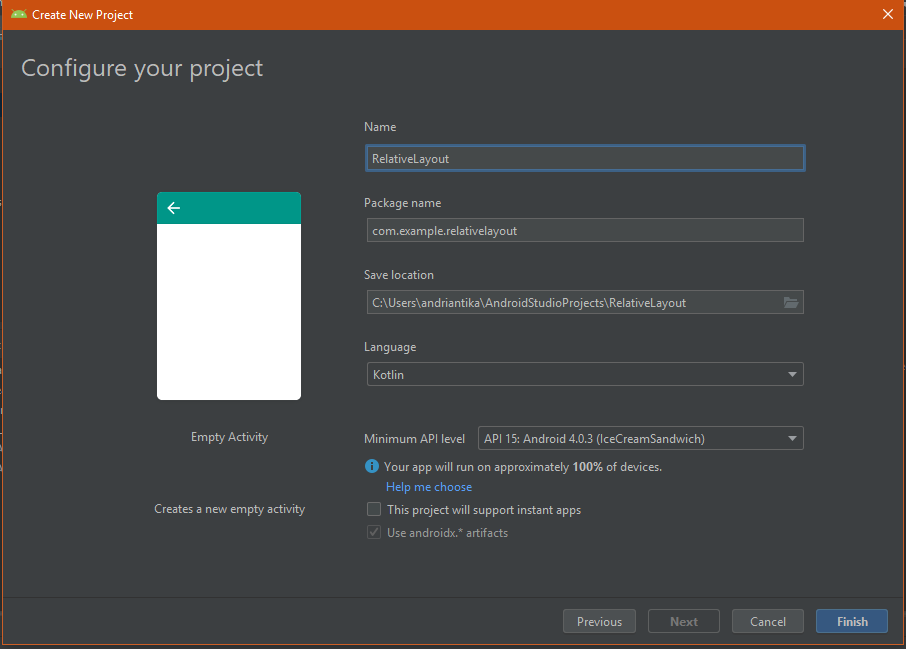 Create New Project
Configure your project
Name
RelativeLayout
Package name
com.example.relativelayout
Save location
C:\Users\andriantika\AndroidStudioProjects\RelativeLayout
Language
Kotlin
Empty Activity
Minimum API level
API 15: Android 4.0.3 (IceCreamSandwich)
Your app will run on approximately 100% of devices.
Help me choose
Creates a new empty activity
This project will support instant apps
Use androidx.* artifacts
Previous
Next
Cancel
Finish